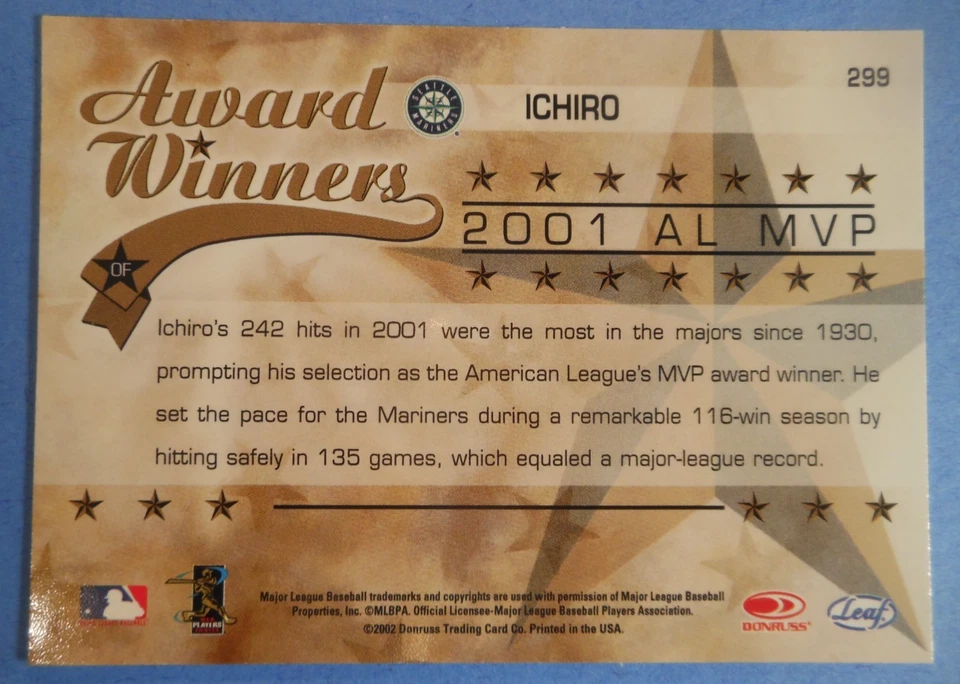 Award
Winners
SEATTLE
MARINERS
ICHIRO
299
2001 AL MVP
OF
Ichiro's 242 hits in 2001 were the most in the majors since 1930,
prompting his selection as the American League's MVP award winner. He
set the pace for the Mariners during a remarkable 116-win season by
hitting safely in 135 games, which equaled a major-league record.
PLAYERS
Major League Baseball trademarks and copyrights are used with permission of Major League Baseball
Properties, Inc. ©MLBPA. Official Licensee-Major League Baseball Players Association.
©2002 Donruss Trading Card Co. Printed in the USA.
DONRUSS
Leaf